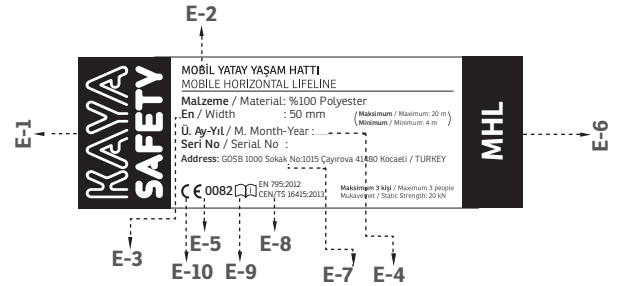 E-2
E-1
KAYA
SAFETY
MOBİL YATAY YAŞAM HATTI
MOBILE HORIZONTAL LİFELİNE
Malzeme / Material: %100 Polyester
En / Width : 50 mm
(Maksimum / Maximum: 20 m
Minimum / Minimum: 4 m)
Ü. Ay-Yıl / M. Month-Year :.....
Seri No / Serial No :
Address: GOSB 1000 Sokak No:1015 Çayırova 41480 Kocaeli / TURKEY
CE 0082
EN 795:2012
CEN/TS 16415:2013
Maksimum 3 kişi / Maximum 3 people
Mukavemet / Static Strength: 20 kN
MHL
E-6
E-3
E-5
E-8
E-10
E-9
E-7
E-4